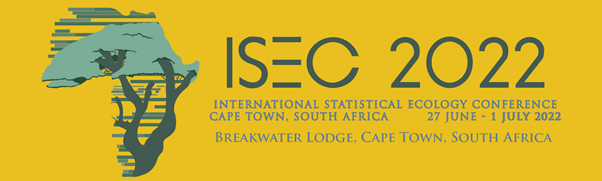 ISEC 2022
INTERNATIONAL STATISTICAL ECOLOGY CONFERENCE
CAPE TOWN, SOUTH AFRICA 27 JUNE - 1 JULY 2022
BREAKWATER LODGE, CAPE TOWN, SOUTH AFRICA